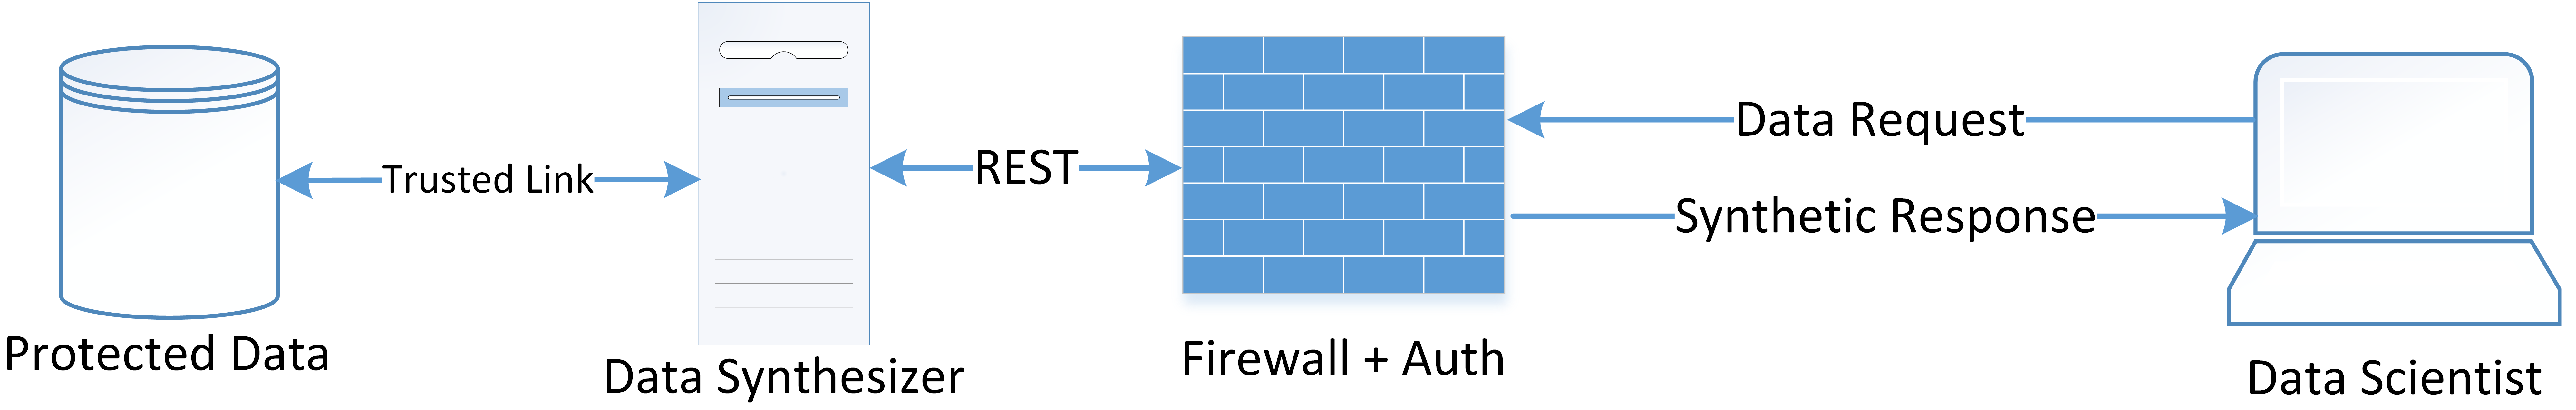 Protected Data
Trusted Link
Data Synthesizer
REST
Firewall + Auth
Data Request
Synthetic Response
Data Scientist